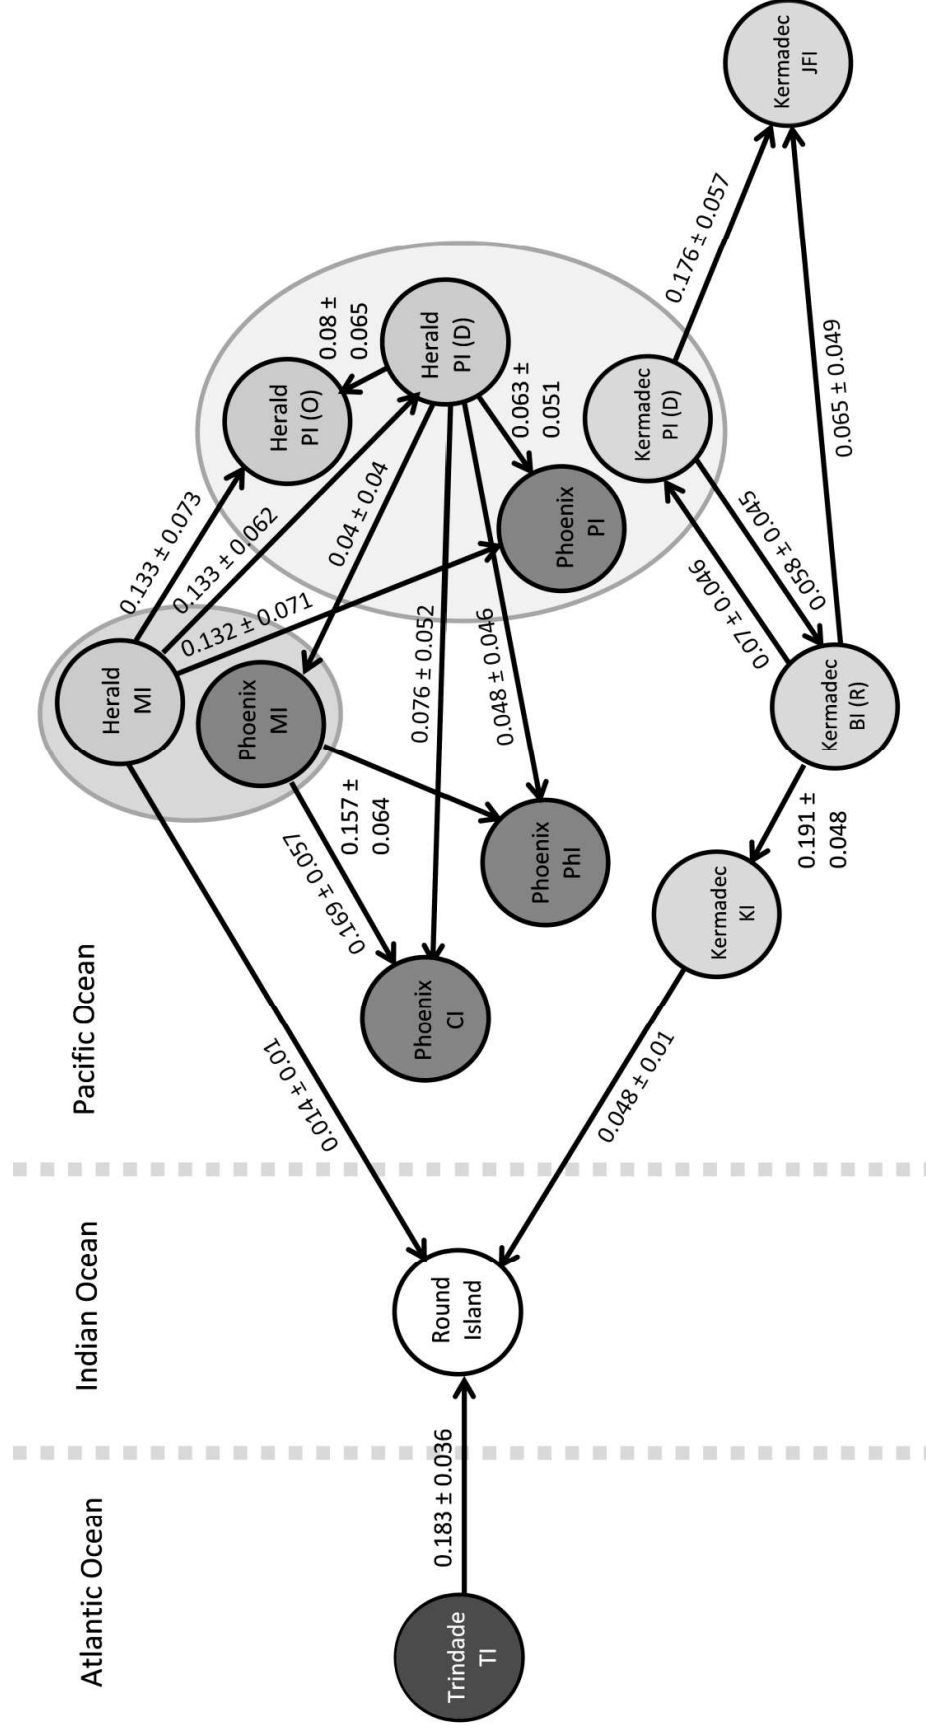 Atlantic Ocean
Indian Ocean
Pacific Ocean
Trindade
TI
0.183 ± 0.036
Round
Island
0.014 ± 0.01
0.048 ± 0.01
Herald
MI
Phoenix
MI
0.133 ± 0.073
0.133 ± 0.062
0.132 ± 0.071
0.169 ± 0.057
0.157 ±
0.064
Phoenix
CI
Phoenix
PhI
0.04 ± 0.04
0.076 ± 0.052
0.048 ± 0.046
Herald
PI (O)
0.08 ±
0.065
Herald
PI (D)
0.063 ±
0.051
Phoenix
PI
Kermadec
PI (D)
0.176 ± 0.057
0.07 ± 0.046
0.058 ± 0.045
0.065 ± 0.049
Kermadec
KI
0.191 ±
0.048
Kermadec
BI (R)
Kermadec
JFI